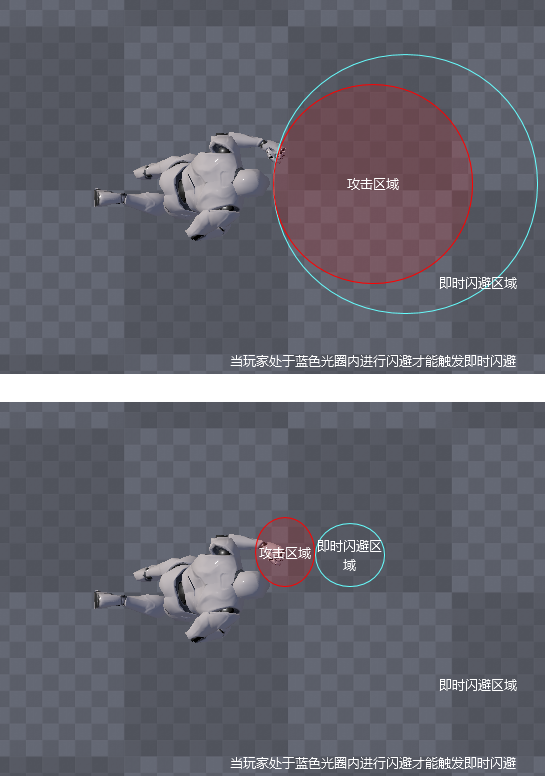 攻击区域
即时闪避区域
当玩家处于蓝色光圈内进行闪避才能触发即时闪避
攻击区域
即时闪避区
域
即时闪避区域
当玩家处于蓝色光圈内进行闪避才能触发即时闪避